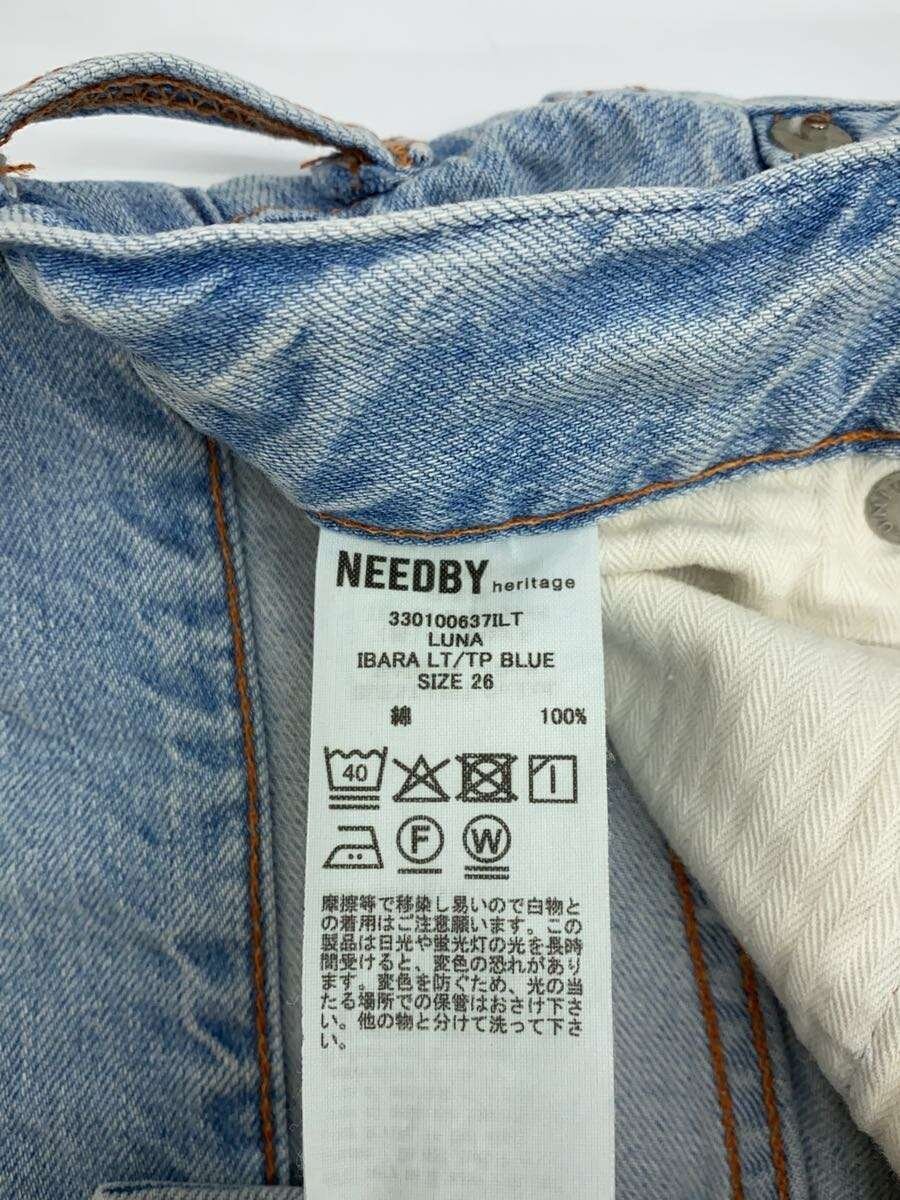 NEEDBY heritage
330100637ILT
LUNA
IBARA LT/TP BLUE
SIZE 26
綿 100%
40
F W
摩擦等で移染し易いので白物と
の着用はご注意願います。この
製品は日光や蛍光灯の光を長時
間受けると、変色の恐れがあり
ます。変色を防ぐため、光の当
たる場所での保管はおさけ下さ
い。他の物と分けて洗って下さ
い。